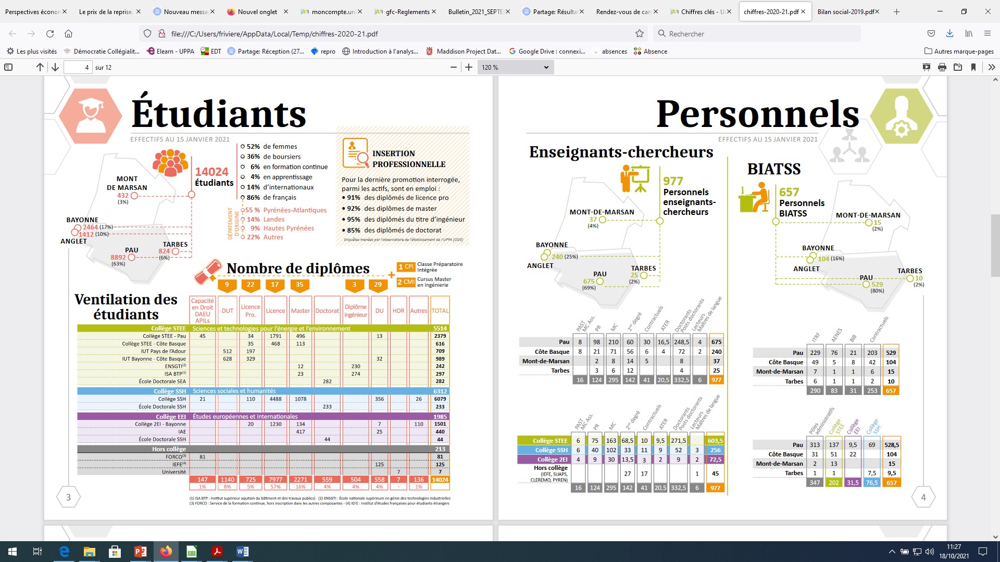 Perspectives écono
Le prix de la reprise.
Nouveau messa
Nouvel onglet
moncompte.un
gfc-Reglements
Bulletin_2021_SEPTE
Partage: Résulta
Rendez-vous de car
Chiffres clés - U
chiffres-2020-21.pdf
Bilan social-2019.pdf
file:///C:/Users/friviere/AppData/Local/Temp/chiffres-2020-21.pdf
Rechercher
Les plus visités
Démocratie Collégialit...
Elearn - UPPA
EDT
Partage: Réception (27...
repro
Introduction à l'analys...
Maddison Project Dat...
Google Drive : connexi...
absences
Absence
Autres marque-pages
4 sur 12
120 %
Étudiants
EFFECTIFS AU 15 JANVIER 2021
14024
Étudiants
52% de femmes
36% de boursiers
6% en formation continue
4% en apprentissage
14% d'internationaux
86% de français
DÉPATEMENT
D'ORIGINE
55 % Pyrénées-Atlantiques
14% Landes
9% Hautes Pyrénées
22% Autres
MONT
DE MARSAN
432
(3%)
BAYONNE
2464 (17%)
1412 (10%)
ANGLET
PAU
8892
(63%)
TARBES
824
(6%)
INSERTION
PROFESSIONNELLE
Pour la dernière promotion interrogée,
parmi les actifs, sont en emploi :
• 91% des diplômés de licence pro
• 92% des diplômes de master
• 95% des diplômés du titre d'ingénieur
• 85% des diplômés de doctorat
Enquêtes menées par l'observatoire de l'établissement de l'UPPA (ODE)
Nombre de diplômes
9 22 17 35 3 29
+
1 CPI Classe Préparatoire
Intégrée
2 CMI Cursus Master
en Ingénierie
Ventilation des
étudiants
Capacité
en Droit
DAEU
APILs
DUT
Licence
Pro.
Licence
Master
Doctorat
Diplôme
ingénieur
DU
HDR
Autres
TOTAL
Collège STEE Sciences et technologies pour l'énergie et l'environnement 5514
Collège STEE - Pau 45 34 1791 496 13 2379
Collège STEE - Côte Basque 35 468 113 616
IUT Pays de l'Adour 512 197 709
IUT Bayonne - Côte Basque 628 329 32 989
ENSGTI(2) 12 230 242
ISA BTP(1) 23 274 297
École Doctorale SEA 282 282
Collège SSH Sciences sociales et humanités 6312
Collège SSH 21 110 4488 1078 356 26 6079
École Doctorale SSH 233 233
Collège EEI Études européennes et internationales 1985
Collège 2EI - Bayonne 20 1230 134 7 110 1501
IAE 417 25 440
École Doctorale SSH 44 44
Hors collège 213
FORCO(3) 81 81
IEFE(4) 125 125
Université 7 7
147 1140 725 7977 2271 559 504 558 7 136 14024
1% 8% 5% 57% 16% 4% 4% 4% - 1%
(1) ISA BTP : Institut supérieur aquitain du bâtiment et des travaux publics) - (2) ENSGTI : École nationale supérieure en génie des technologies industrielles
(3) FORCO : Service de la formation continue, hors inscription dans les autres composantes - (4) IEFE : Institut d'études françaises pour étudiants étrangers
3
Personnels
EFFECTIFS AU 15 JANVIER 2021
Enseignants-chercheurs
977
Personnels
enseignants-
chercheurs
MONT-DE-MARSAN
37
(4%)
BAYONNE
240 (25%)
ANGLET
PAU
675
(69%)
TARBES
25
(2%)
PAST
MC Ass.
PR
MC
2nd degré
Contractuels
ATER
Doctorants
Posts doctorants
Lecteurs
Maîtres de langue
Pau 8 98 210 60 30 16,5 248,5 4 675
Côte Basque 8 21 71 56 6 4 72 2 240
Mont-de-Marsan 2 8 14 5 8 37
Tarbes 3 6 12 4 25
16 124 295 142 41 20,5 332,5 6 977
PAST
MC Ass.
PR
MC
2nd degré
Contractuels
ATER
Doctorants
Posts doctorants
Lecteurs
Maîtres de langue
Collège STEE 6 75 163 68,5 10 9,5 271,5 603,5
Collège SSH 6 40 102 33 11 9 52 3 256
Collège 2EI 4 9 30 13,5 3 2 9 2 72,5
Hors collège
(IEFE, SUAPS,
CLEREMO, PYREN)
27 17 1 45
16 124 295 142 41 20,5 332,5 6 977
BIATSS
657
Personnels
BIATSS
MONT-DE-MARSAN
15
(2%)
BAYONNE
104 (16%)
ANGLET
PAU
529
(80%)
TARBES
10
(2%)
ITRF
AENES
BIB
Contractuels
Pau 229 76 21 203 529
Côte Basque 49 5 8 42 104
Mont-de-Marsan 7 1 1 6 15
Tarbes 6 1 1 2 10
290 83 31 253 657
Pôles
administratifs
Collège
STEE
Collège
EEI
Collège
SSH
Pau 313 137 9,5 69 528,5
Côte Basque 31 51 22 104
Mont-de-Marsan 2 13 15
Tarbes 1 1 7,5 9,5
347 202 31,5 76,5 657
4
11:27
18/10/2021